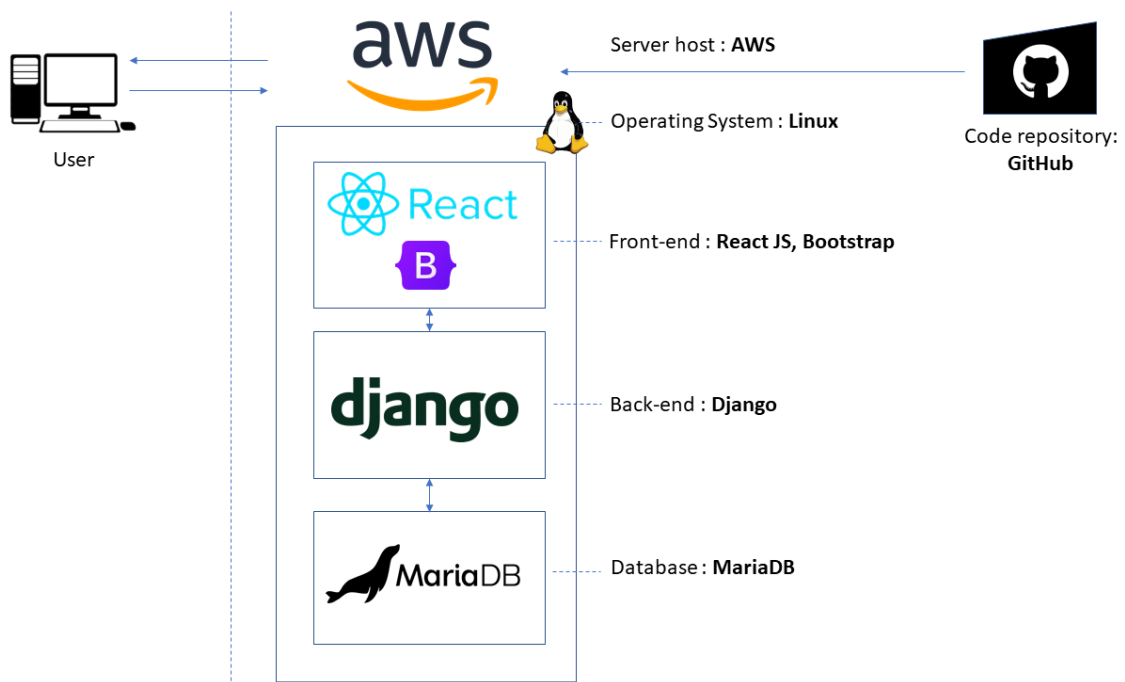 aws
Server host : AWS
Operating System : Linux
User
Code repository:
GitHub
React
B
Front-end : React JS, Bootstrap
django
Back-end : Django
MariaDB
Database : MariaDB